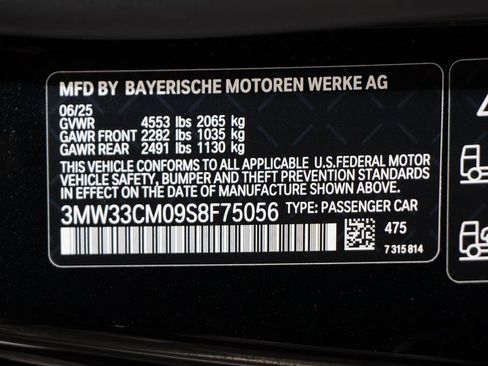 MFD BY BAYERISCHE MOTOREN WERKE AG
06/25
GVWR 4553 lbs 2065 kg
GAWR FRONT 2282 lbs 1035 kg
GAWR REAR 2491 lbs 1130 kg
THIS VEHICLE CONFORMS TO ALL APPLICABLE U.S.FEDERAL MOTOR
VEHICLE SAFETY, BUMPER AND THEFT PREVENTION STANDARDS
IN EFFECT ON THE DATE OF MANUFACTURE SHOWN ABOVE.
3MW33CM09S8F75056 TYPE: PASSENGER CAR
475
7 315 814